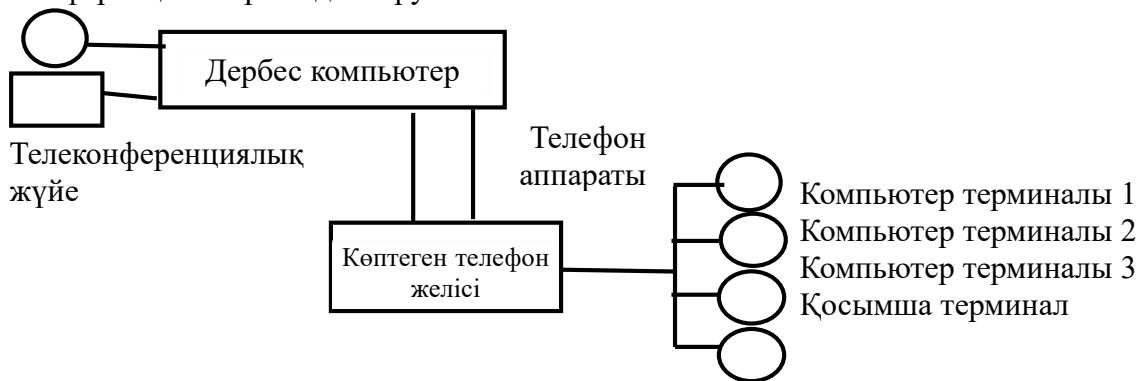 Дербес компьютер
Телеконференциялық
жүйе
Телефон
аппараты
Көптеген телефон
желісі
Компьютер терминалы 1
Компьютер терминалы 2
Компьютер терминалы 3
Қосымша терминал